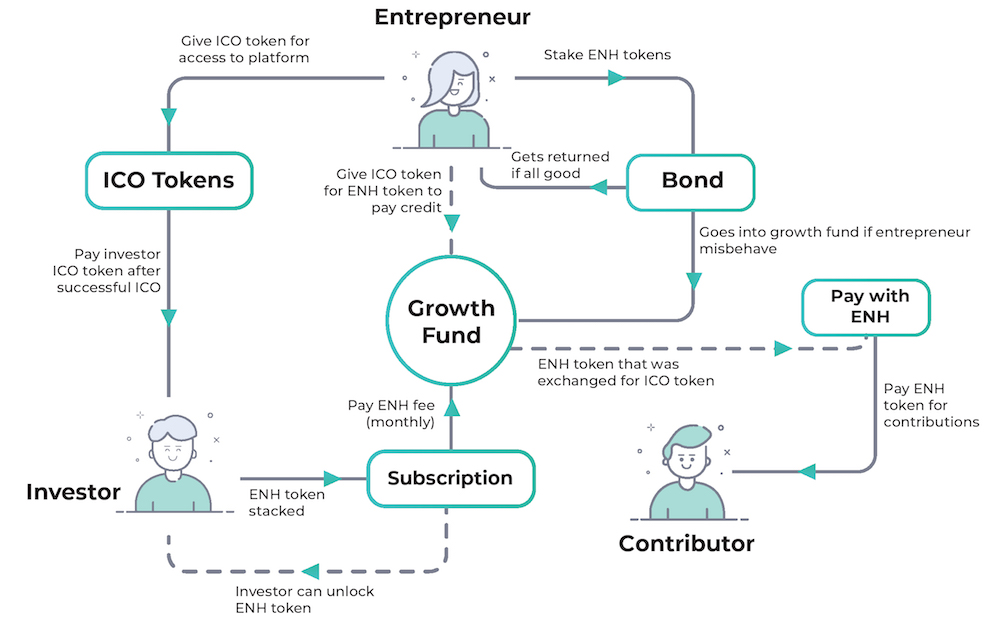 Entrepreneur
Give ICO token for
access to platform
Stake ENH tokens
ICO Tokens
Give ICO token
for ENH token to
pay credit
Gets returned
if all good
Bond
Pay investor
ICO token after
successful ICO
Goes into growth fund if entrepreneur
misbehave
Growth
Fund
Pay with
ENH
ENH token that was
exchanged for ICO token
Pay ENH fee
(monthly)
Pay ENH
token for
contributions
Investor
ENH token
stacked
Subscription
Contributor
Investor can unlock
ENH token